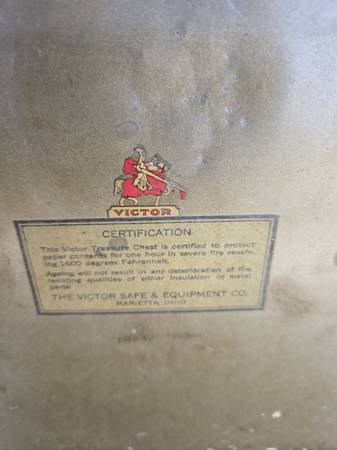 VICTOR
CERTIFICATION
This Victor Treasure Chest is certified to protect
paper contents for one hour in severe fire reach-
ing 1600 degrees Fahrenheit.
Ageing will not result in any deterioration of fire
resisting qualities of either insulation or metal
parts.
THE VICTOR SAFE & EQUIPMENT CO.
MARIETTA, OHIO